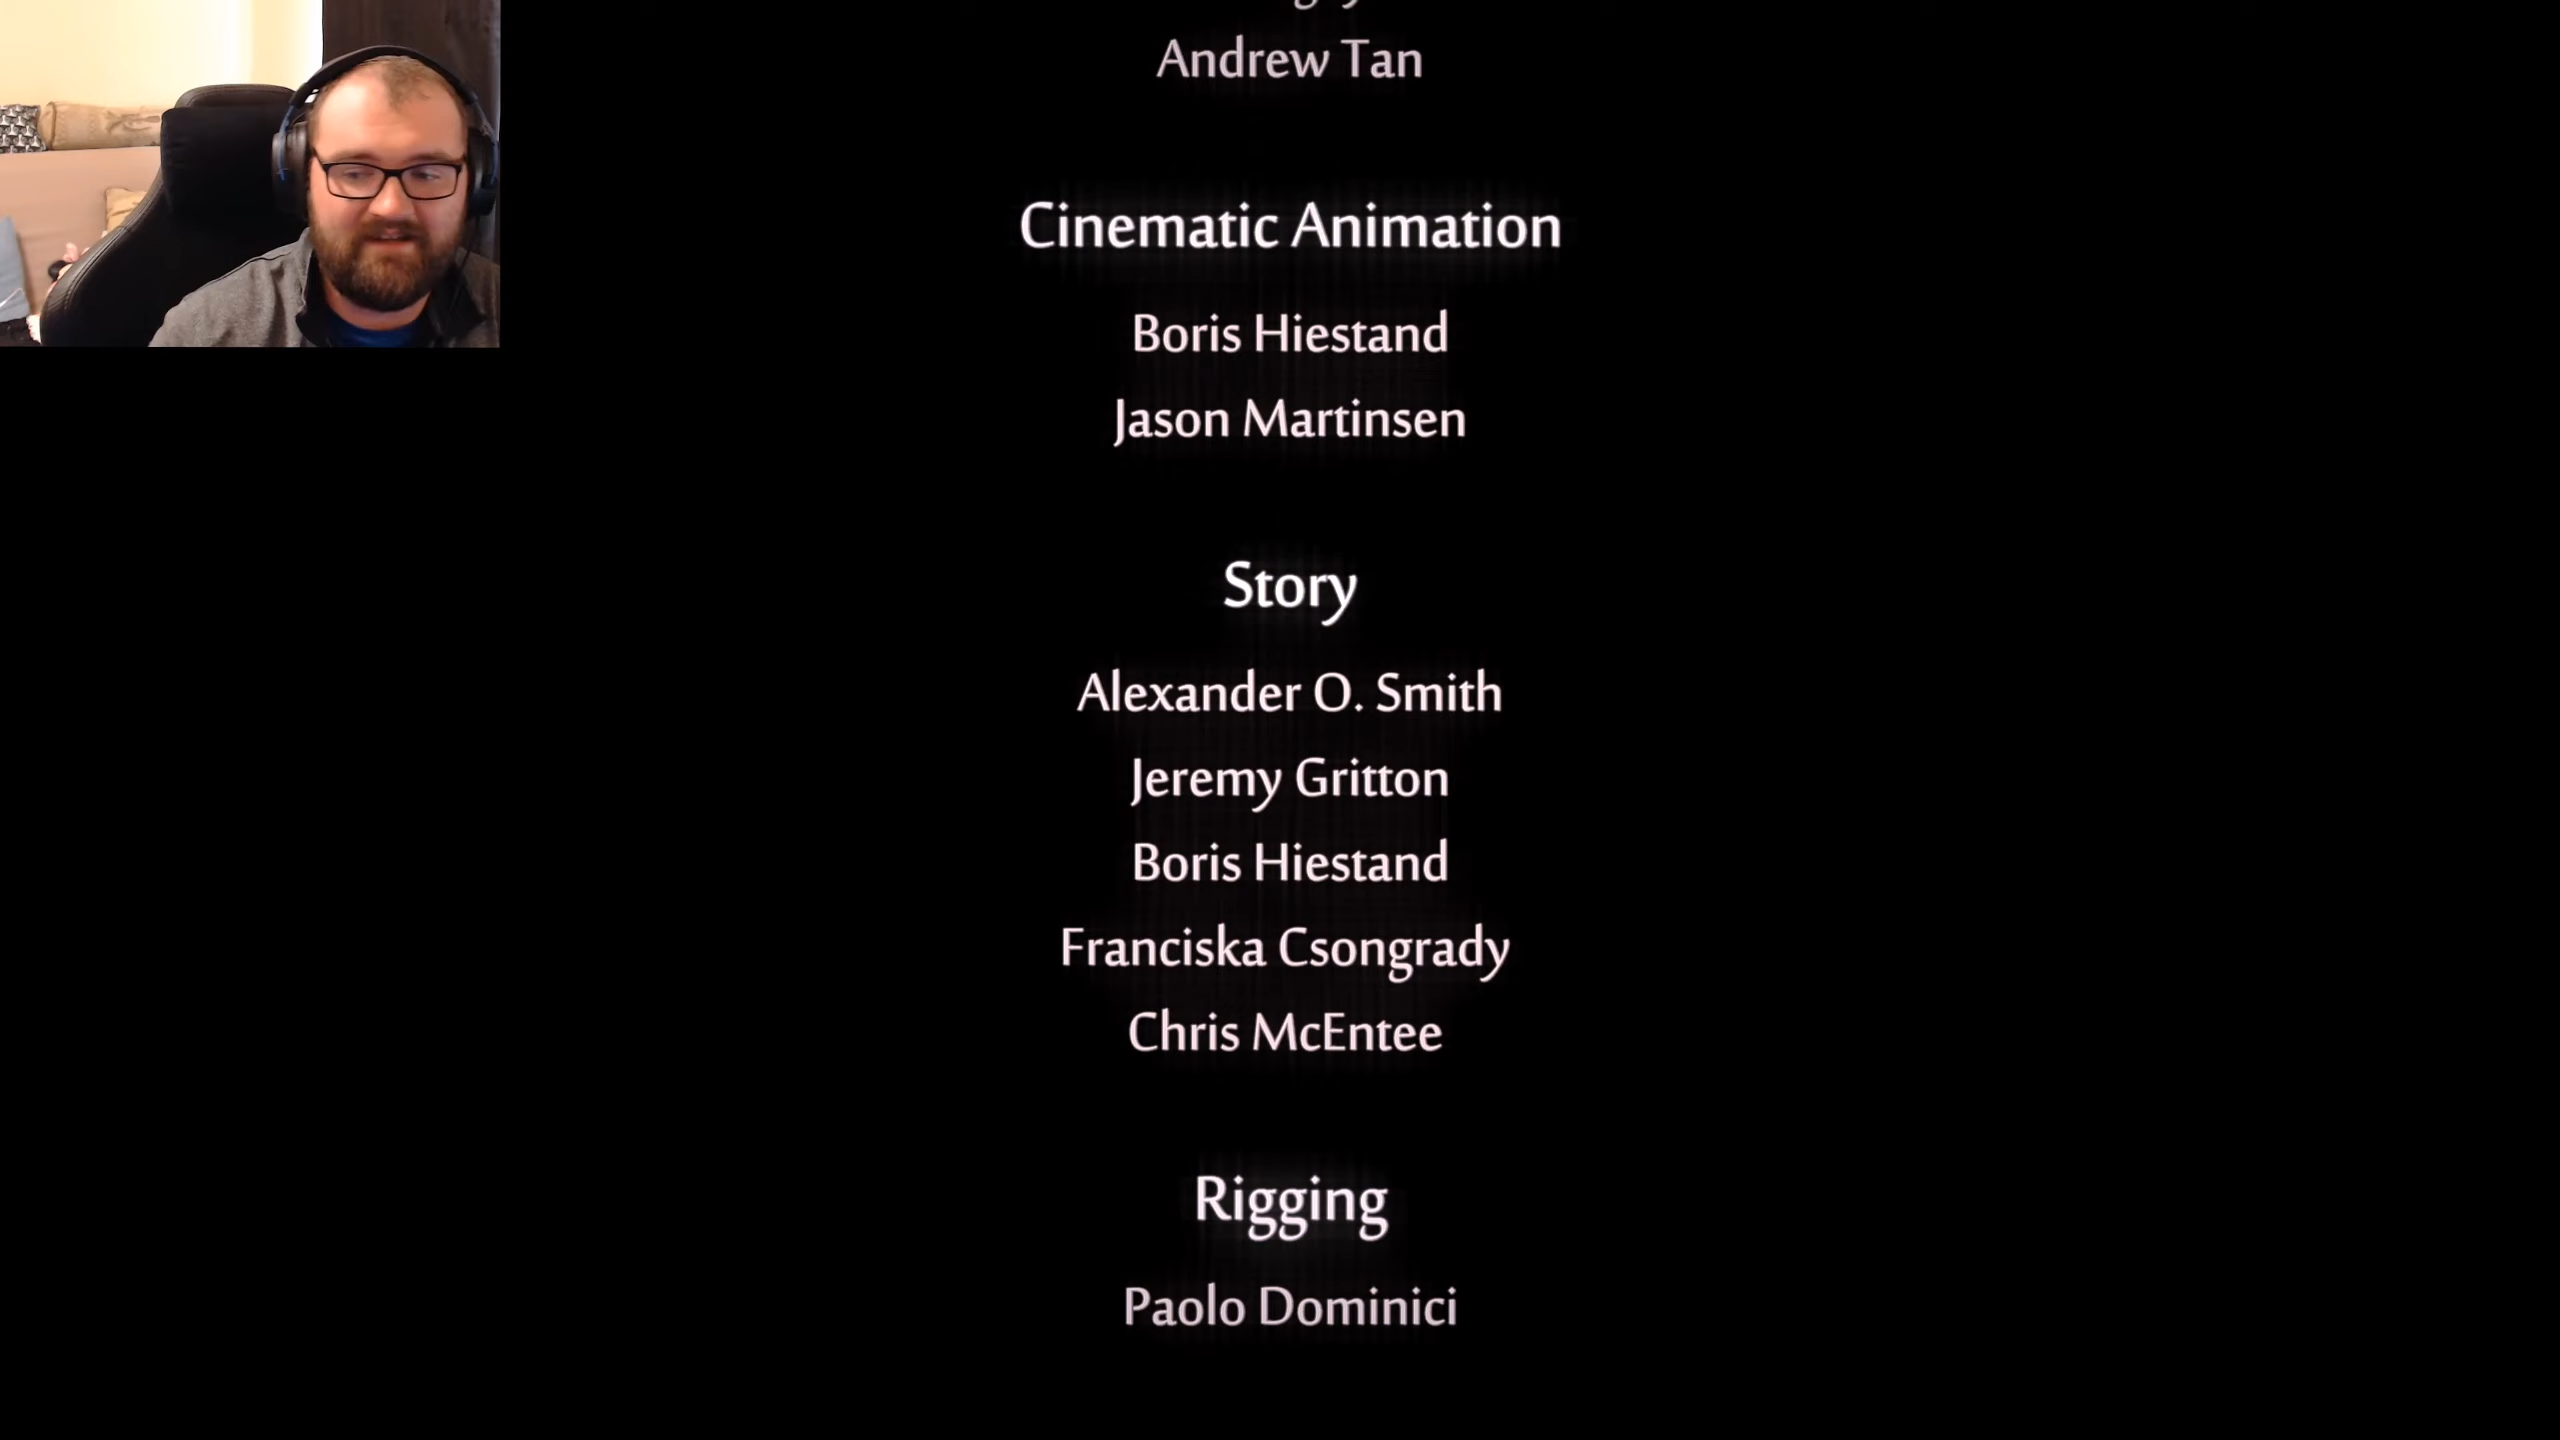 Andrew Tan
Cinematic Animation
Boris Hiestand
Jason Martinsen
Story
Alexander O. Smith
Jeremy Gritton
Boris Hiestand
Franciska Csongrady
Chris McEntee
Rigging
Paolo Dominici